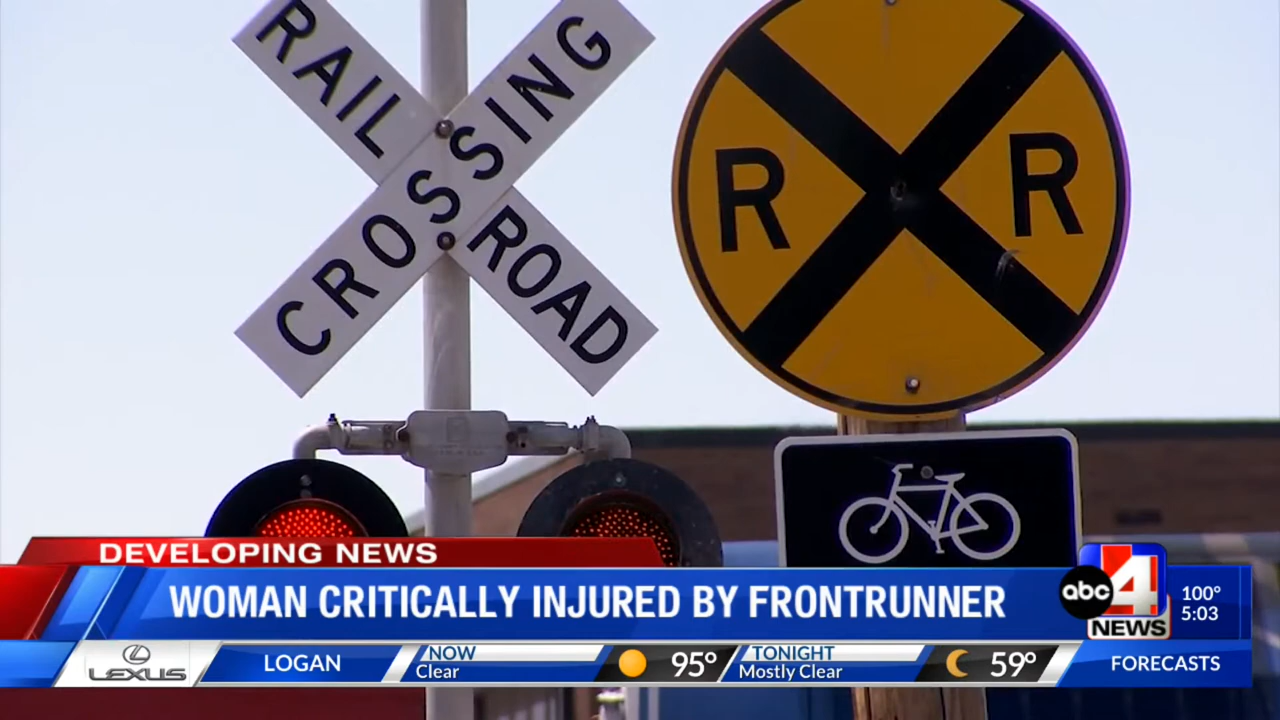 RAIL
ROAD
CROSSING
R R
DEVELOPING NEWS
WOMAN CRITICALLY INJURED BY FRONTRUNNER
abc 4
NEWS
100°
5:03
LEXUS
LOGAN
NOW
Clear
95°
TONIGHT
Mostly Clear
59°
FORECASTS